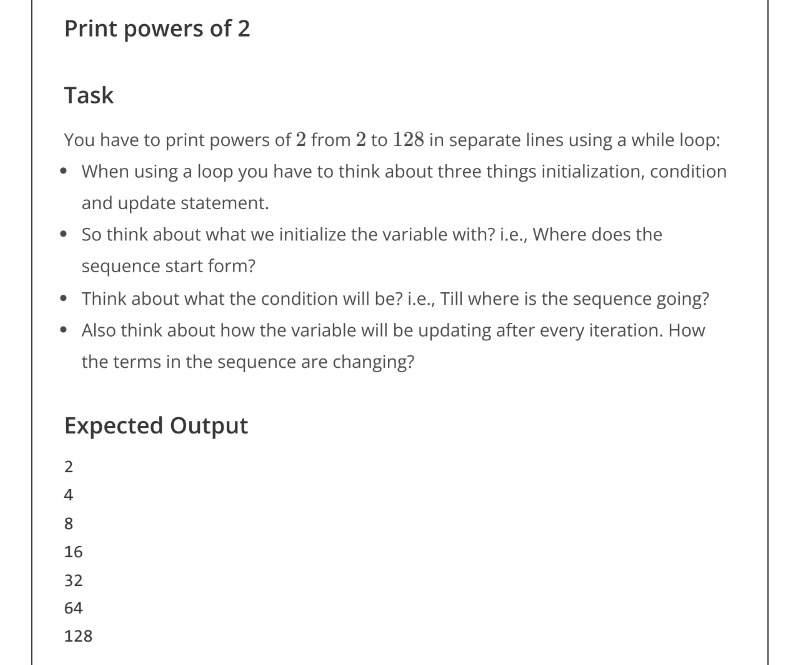 Print powers of 2
Task
You have to print powers of 2 from 2 to 128 in separate lines using a while loop:
• When using a loop you have to think about three things initialization, condition
and update statement.
• So think about what we initialize the variable with? i.e., Where does the
sequence start form?
• Think about what the condition will be? i.e., Till where is the sequence going?
• Also think about how the variable will be updating after every iteration. How
the terms in the sequence are changing?
Expected Output
2
4
8
16
32
64
128